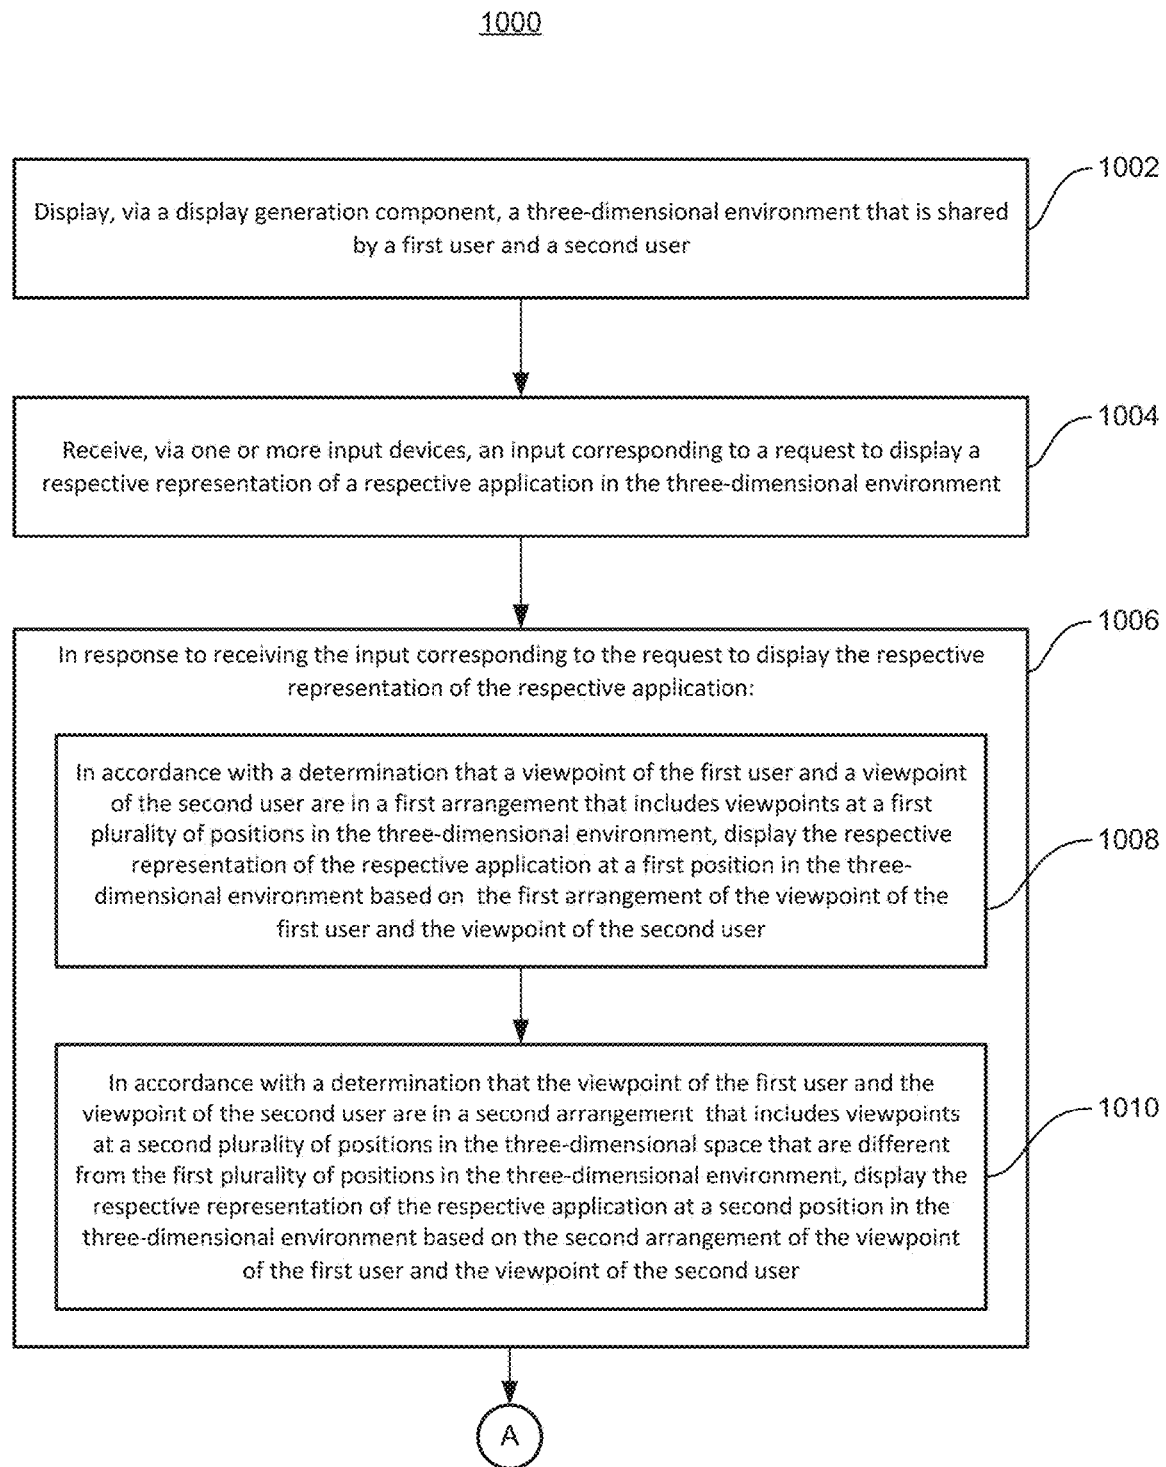 1000
1002
Display, via a display generation component, a three-dimensional environment that is shared
by a first user and a second user
1004
Receive, via one or more input devices, an input corresponding to a request to display a
respective representation of a respective application in the three-dimensional environment
1006
In response to receiving the input corresponding to the request to display the respective
representation of the respective application:
In accordance with a determination that a viewpoint of the first user and a viewpoint
of the second user are in a first arrangement that includes viewpoints at a first
plurality of positions in the three-dimensional environment, display the respective
representation of the respective application at a first position in the three-
dimensional environment based on the first arrangement of the viewpoint of the
first user and the viewpoint of the second user
1008
In accordance with a determination that the viewpoint of the first user and the
viewpoint of the second user are in a second arrangement that includes viewpoints
at a second plurality of positions in the three-dimensional space that are different
from the first plurality of positions in the three-dimensional environment, display the
respective representation of the respective application at a second position in the
three-dimensional environment based on the second arrangement of the viewpoint
of the first user and the viewpoint of the second user
1010
A